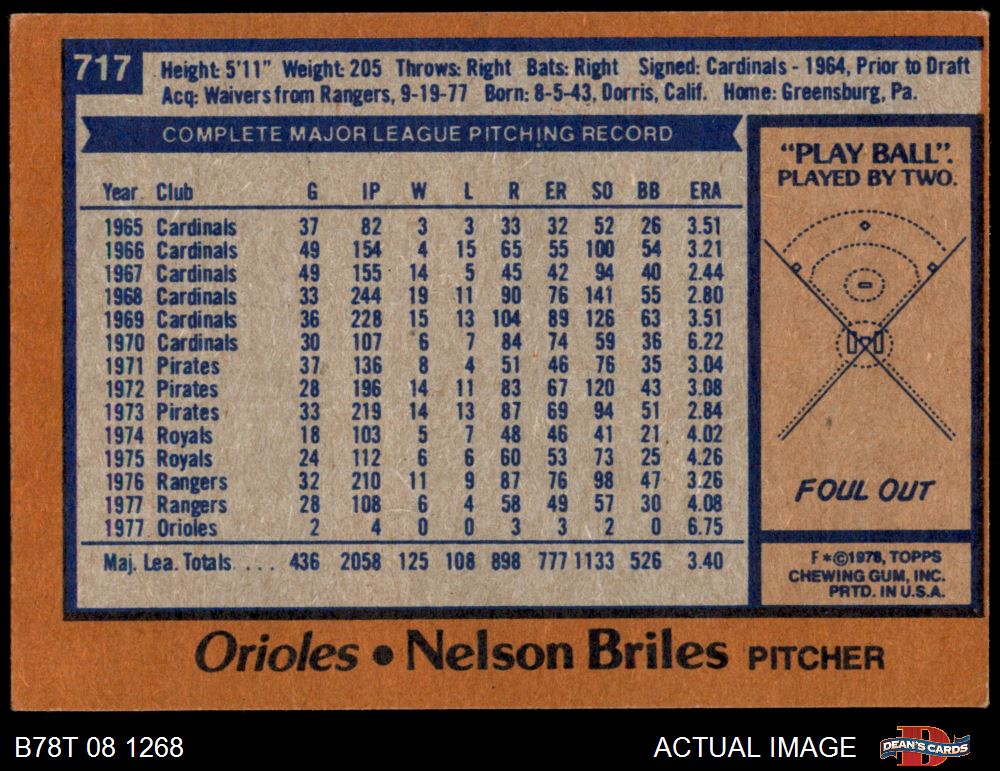 717
Height: 5'11" Weight: 205 Throws: Right Bats: Right Signed: Cardinals - 1964, Prior to Draft
Acq: Waivers from Rangers, 9-19-77 Born: 8-5-43, Dorris, Calif. Home: Greensburg, Pa.
COMPLETE MAJOR LEAGUE PITCHING RECORD
Year Club G IP W L R ER SO BB ERA
1965 Cardinals 37 82 3 3 33 32 52 26 3.51
1966 Cardinals 49 154 4 15 65 55 100 54 3.21
1967 Cardinals 49 155 14 5 45 42 94 40 2.44
1968 Cardinals 33 244 19 11 90 76 141 55 2.80
1969 Cardinals 36 228 15 13 104 89 126 63 3.51
1970 Cardinals 30 107 6 7 84 74 59 36 6.22
1971 Pirates 37 136 8 4 51 46 76 35 3.04
1972 Pirates 28 196 14 11 83 67 120 43 3.08
1973 Pirates 33 219 14 13 87 69 94 51 2.84
1974 Royals 18 103 5 7 48 46 41 21 4.02
1975 Royals 24 112 6 6 60 53 73 25 4.26
1976 Rangers 32 210 11 9 87 76 98 47 3.26
1977 Rangers 28 108 6 4 58 49 57 30 4.08
1977 Orioles 2 4 0 0 3 3 2 0 6.75
Maj. Lea. Totals. . . . 436 2058 125 108 898 777 1133 526 3.40
"PLAY BALL".
PLAYED BY TWO.
FOUL OUT
F*©1978, TOPPS
CHEWING GUM, INC.
PRTD. IN U.S.A.
Orioles • Nelson Briles PITCHER
B78T 08 1268
ACTUAL IMAGE
DEAN'S CARDS